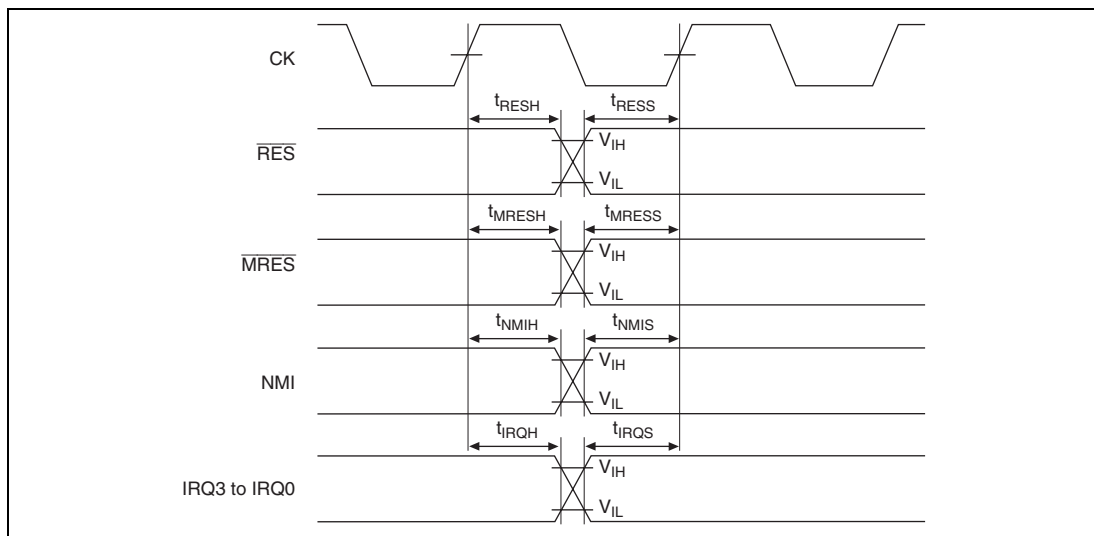 CK
tRESH tRESS
RES
VIH
VIL
tMRESH tMRESS
MRES
VIH
VIL
tNMIH tNMIS
NMI
VIH
VIL
tIRQH tIRQS
IRQ3 to IRQ0
VIH
VIL